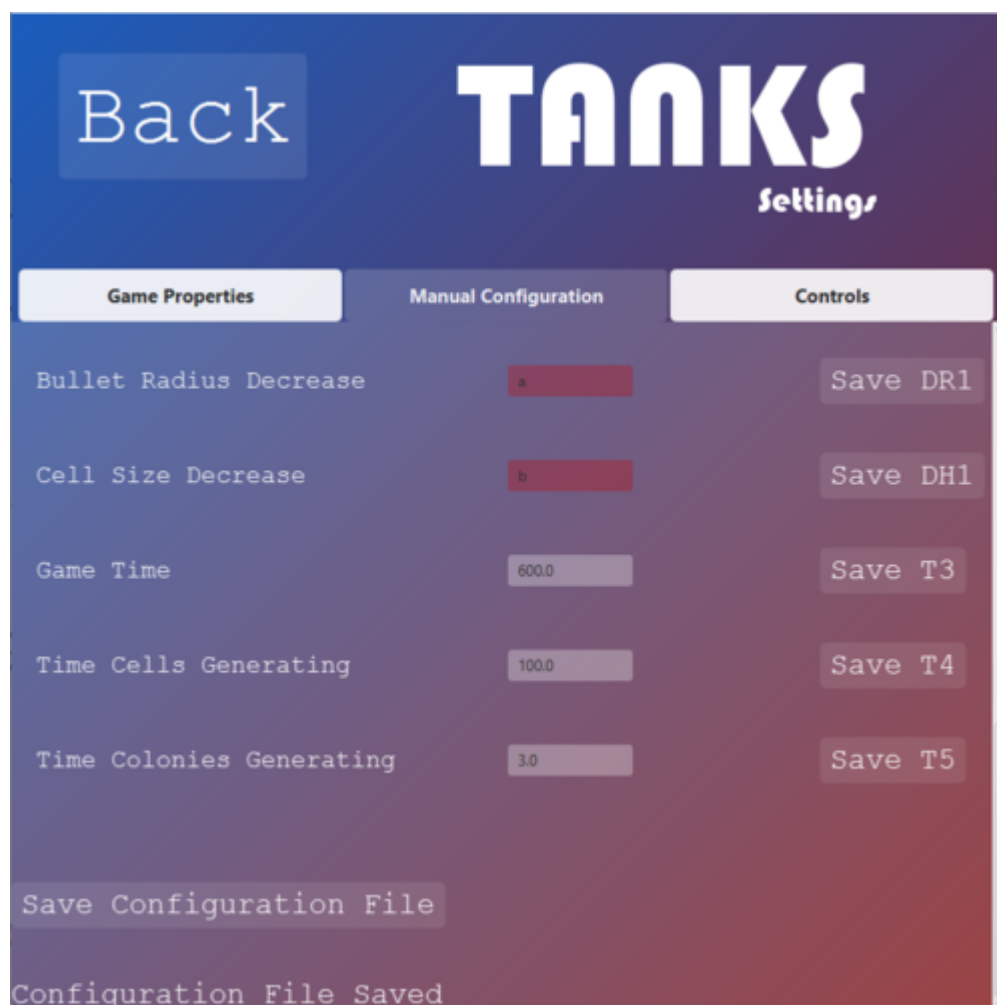 Back
TANKS
Settings
Game Properties Manual Configuration Controls
Bullet Radius Decrease a Save DR1
Cell Size Decrease b Save DH1
Game Time 600.0 Save T3
Time Cells Generating 100.0 Save T4
Time Colonies Generating 3.0 Save T5
Save Configuration File
Configuration File Saved